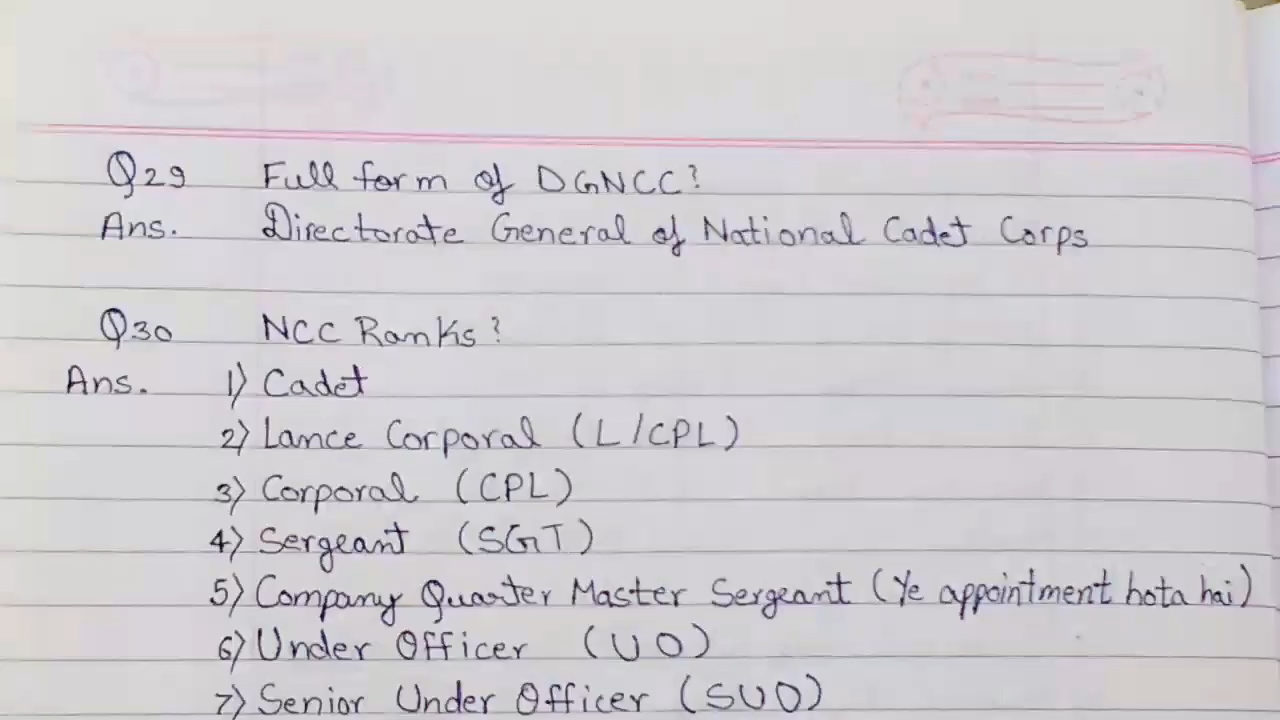 Q29 Full form of DGNCC?
Ans. Directorate General of National Cadet Corps
Q30 NCC Ranks?
Ans. 1) Cadet
2) Lance Corporal (L/CPL)
3) Corporal (CPL)
4) Sergeant (SGT)
5) Company Quarter Master Sergeant (Ye appointment hota hai)
6) Under Officer (UO)
7) Senior Under Officer (SUO)